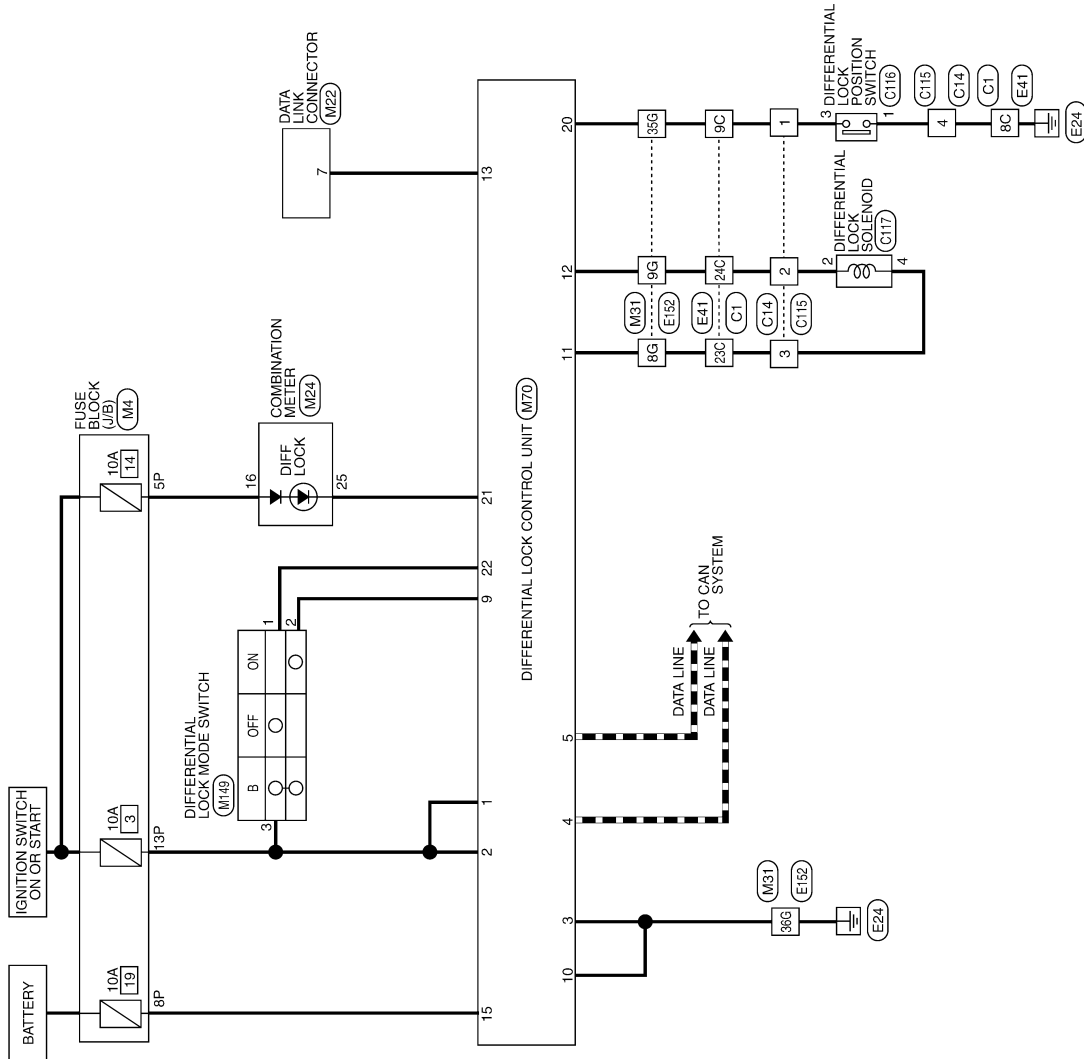 BATTERY
IGNITION SWITCH
ON OR START
10A
19
8P
10A
3
13P
10A
14
5P
FUSE
BLOCK
(J/B)
M4
DIFFERENTIAL
LOCK MODE SWITCH
M149
B
OFF
ON
3
1
2
COMBINATION
METER
M24
16
DIFF
LOCK
25
DATA
LINK
CONNECTOR
M22
7
15
2
1
9
22
21
13
DIFFERENTIAL LOCK CONTROL UNIT
M70
10
3
4
5
11
12
20
36G
M31
E152
E24
DATA LINE
DATA LINE
TO CAN
SYSTEM
8G
M31
E152
9G
35G
23C
E41
C1
24C
9C
3
C14
C115
2
1
2
DIFFERENTIAL
LOCK
SOLENOID
C117
4
3
DIFFERENTIAL
LOCK
POSITION
SWITCH
C116
1
4
C115
C14
8C
C1
E41
E24